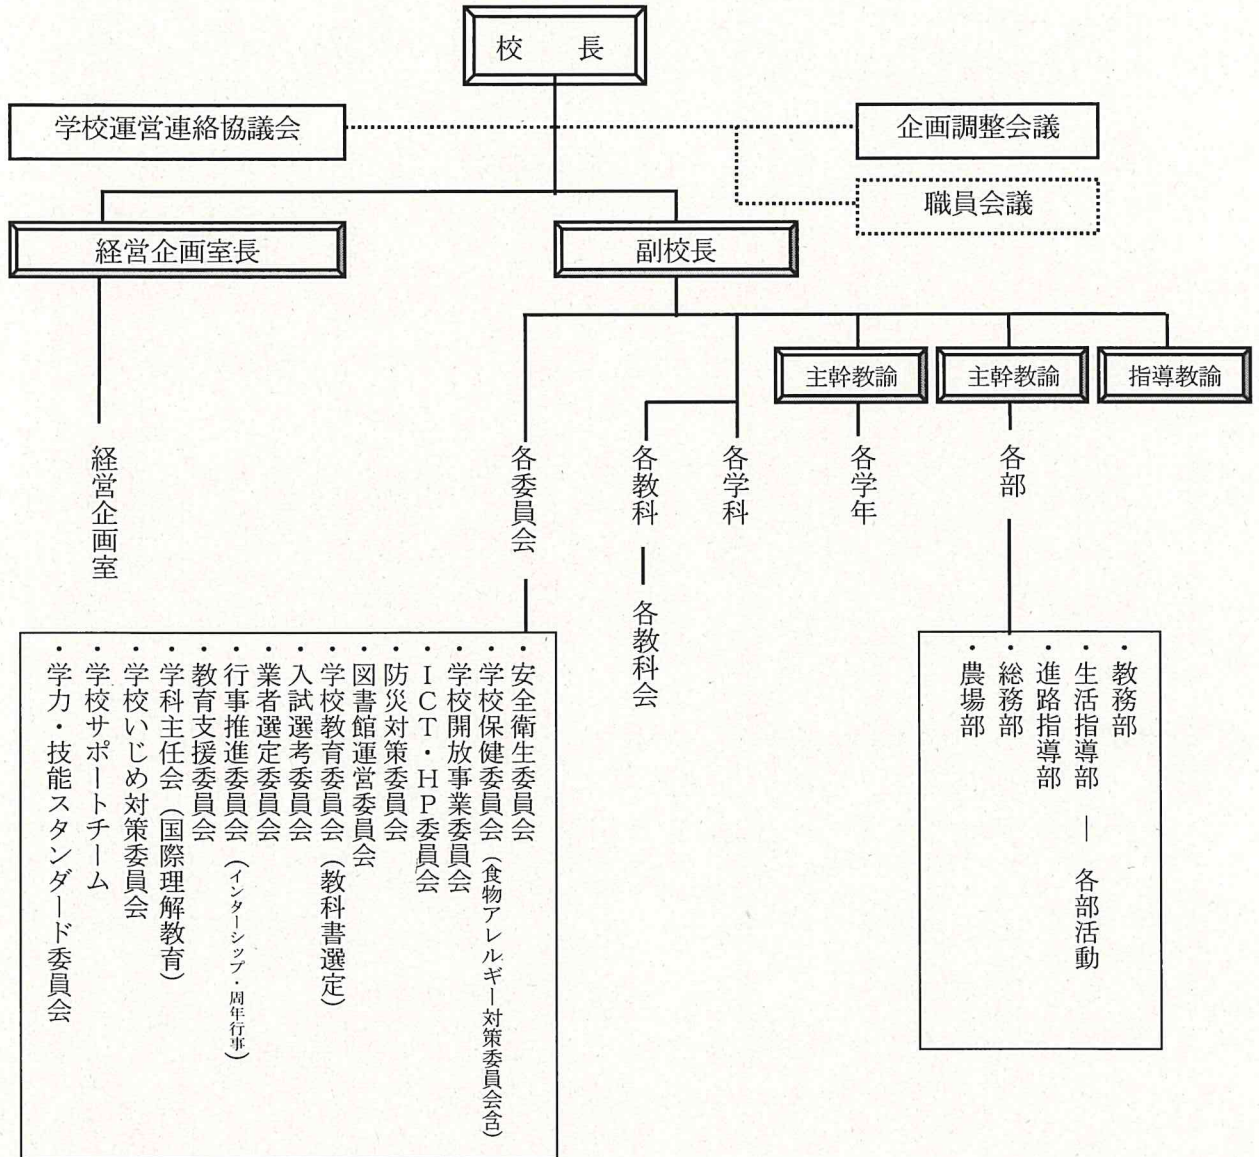 校　長
学校運営連絡協議会
企画調整会議
職員会議
経営企画室長
副校長
主幹教諭
主幹教諭
指導教諭
経営企画室
各委員会
各教科
各教科会
各学科
各学年
各部
・安全衛生委員会
・学校保健委員会（食物アレルギー対策委員会含）
・学校開放事業委員会
・ＩＣＴ・ＨＰ委員会
・防災対策委員会
・図書館運営委員会
・学校教育委員会（教科書選定）
・入試選考委員会
・業者選定委員会
・行事推進委員会（インターシップ・周年行事）
・教育支援委員会
・学科主任会（国際理解教育）
・学校いじめ対策委員会
・学校サポートチーム
・学力・技能スタンダード委員会
・教務部
・生活指導部 ― 各部活動
・進路指導部
・総務部
・農場部